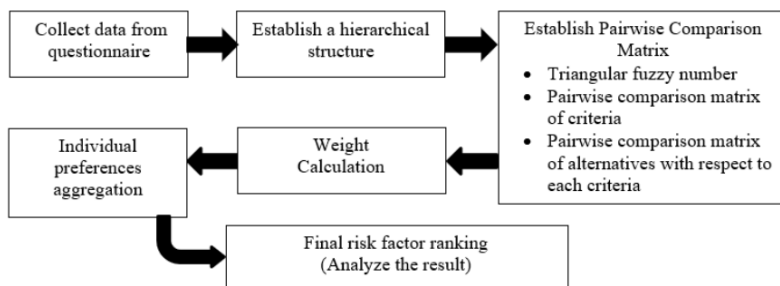 Collect data from
questionnaire
Establish a hierarchical
structure
Establish Pairwise Comparison
Matrix
• Triangular fuzzy number
• Pairwise comparison matrix
of criteria
• Pairwise comparison matrix
of alternatives with respect to
each criteria
Weight
Calculation
Individual
preferences
aggregation
Final risk factor ranking
(Analyze the result)